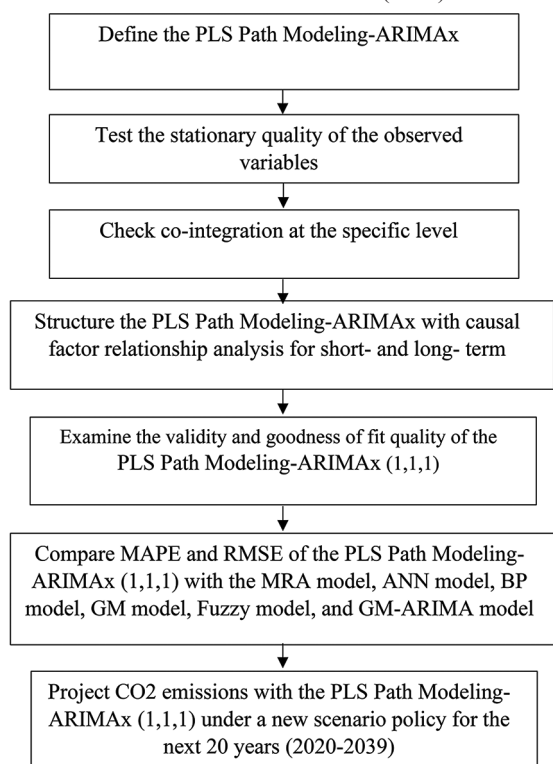 Define the PLS Path Modeling-ARIMAx
Test the stationary quality of the observed
variables
Check co-integration at the specific level
Structure the PLS Path Modeling-ARIMAx with causal
factor relationship analysis for short- and long- term
Examine the validity and goodness of fit quality of the
PLS Path Modeling-ARIMAx (1,1,1)
Compare MAPE and RMSE of the PLS Path Modeling-
ARIMAx (1,1,1) with the MRA model, ANN model, BP
model, GM model, Fuzzy model, and GM-ARIMA model
Project CO2 emissions with the PLS Path Modeling-
ARIMAx (1,1,1) under a new scenario policy for the
next 20 years (2020-2039)